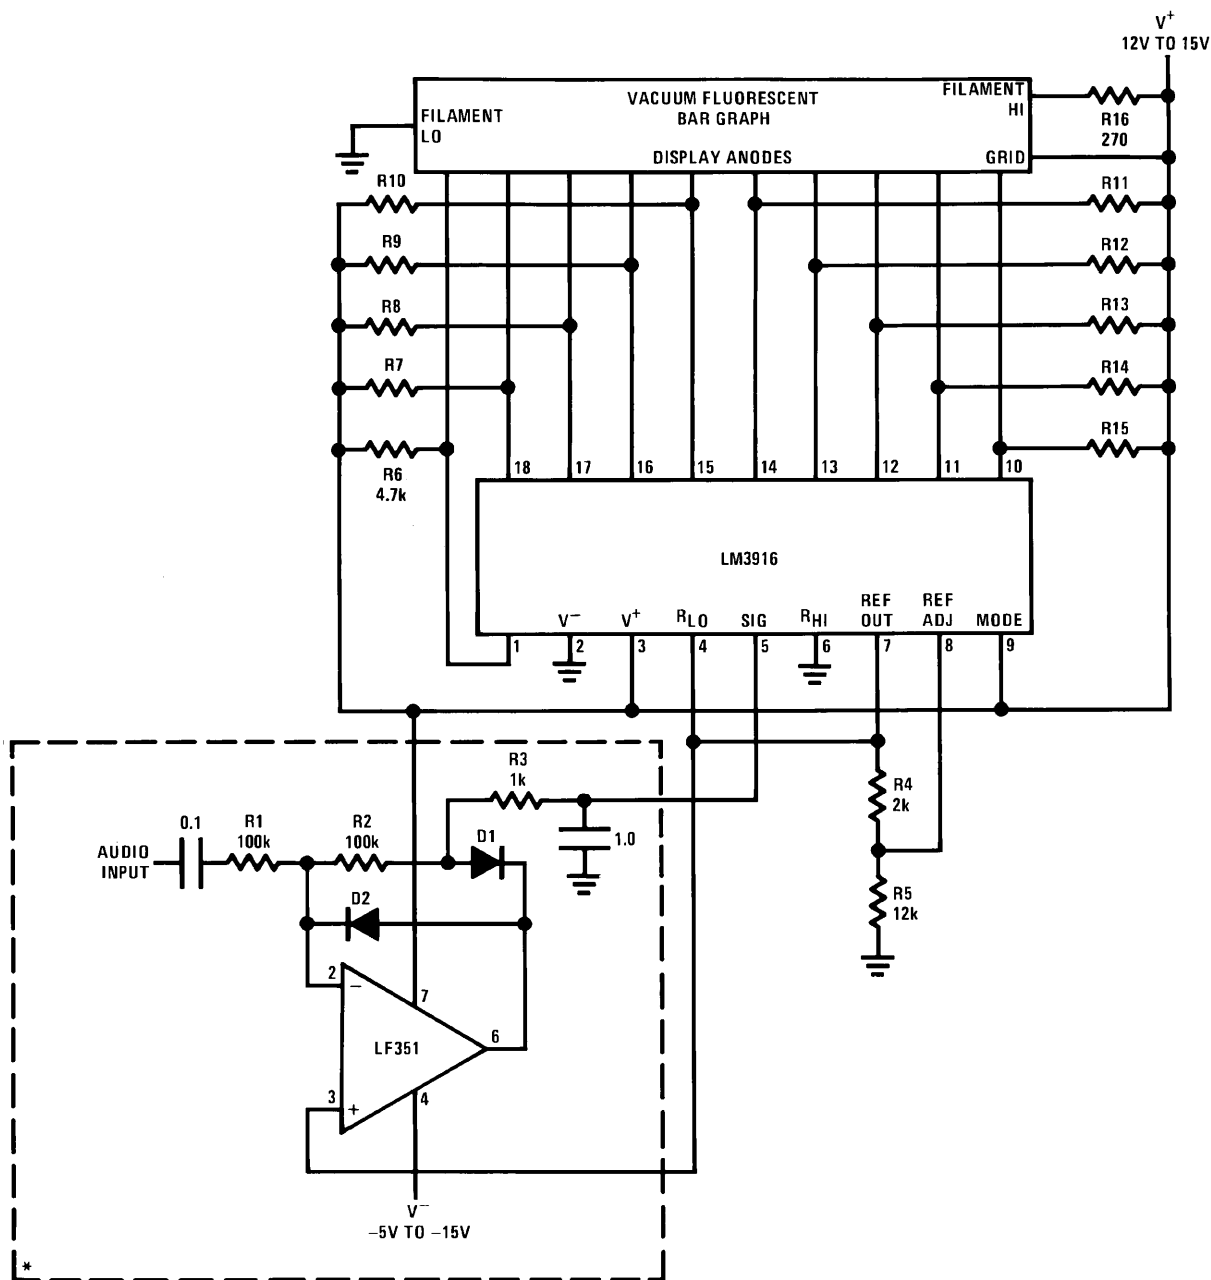 V+
12V TO 15V
FILAMENT
LO
VACUUM FLUORESCENT
BAR GRAPH
DISPLAY ANODES
FILAMENT
HI
GRID
R16
270
R10
R11
R9
R12
R8
R13
R7
R14
R6
4.7k
R15
18
17
16
15
14
13
12
11
10
LM3916
V−
V+
RLO
SIG
RHI
REF
OUT
REF
ADJ
MODE
1
2
3
4
5
6
7
8
9
R3
1k
R4
2k
0.1
R1
100k
R2
100k
D1
1.0
AUDIO
INPUT
D2
R5
12k
2
−
7
LF351
6
3
+
4
V−
−5V TO −15V
*